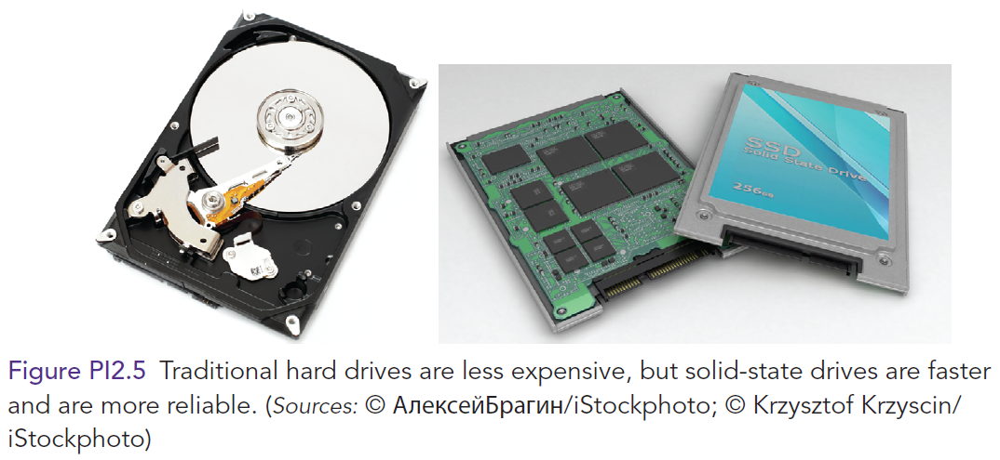 SSD
Solid State Drive
256GB
Figure PI2.5 Traditional hard drives are less expensive, but solid-state drives are faster
and are more reliable. (Sources: © АлексейБрагин/iStockphoto; © Krzysztof Krzyscin/
iStockphoto)